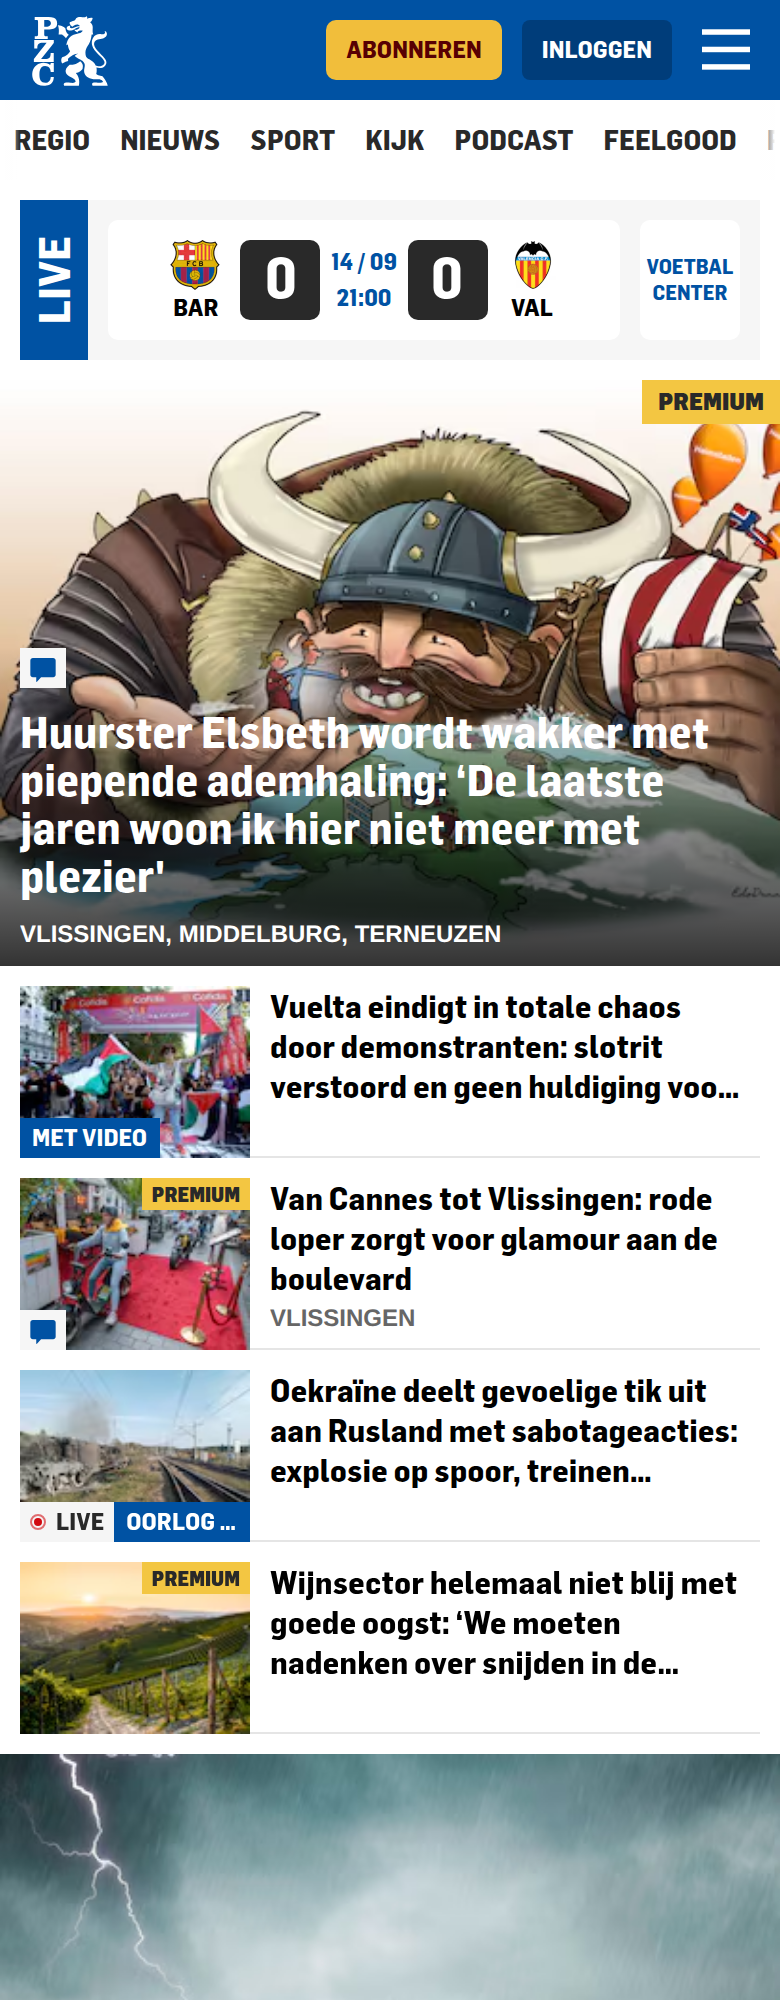 PZC
ABONNEREN
INLOGGEN
REGIO NIEUWS SPORT KIJK PODCAST FEELGOOD
LIVE
BAR
0
14 / 09
21:00
0
VAL
VOETBAL
CENTER
PREMIUM
Huurster Elsbeth wordt wakker met
piepende ademhaling: ‘De laatste
jaren woon ik hier niet meer met
plezier'
VLISSINGEN, MIDDELBURG, TERNEUZEN
Cofidis Cofidis Cofidis
MET VIDEO
Vuelta eindigt in totale chaos
door demonstranten: slotrit
verstoord en geen huldiging voo...
PREMIUM
Van Cannes tot Vlissingen: rode
loper zorgt voor glamour aan de
boulevard
VLISSINGEN
LIVE
OORLOG ...
Oekraïne deelt gevoelige tik uit
aan Rusland met sabotageacties:
explosie op spoor, treinen...
PREMIUM
Wijnsector helemaal niet blij met
goede oogst: ‘We moeten
nadenken over snijden in de...